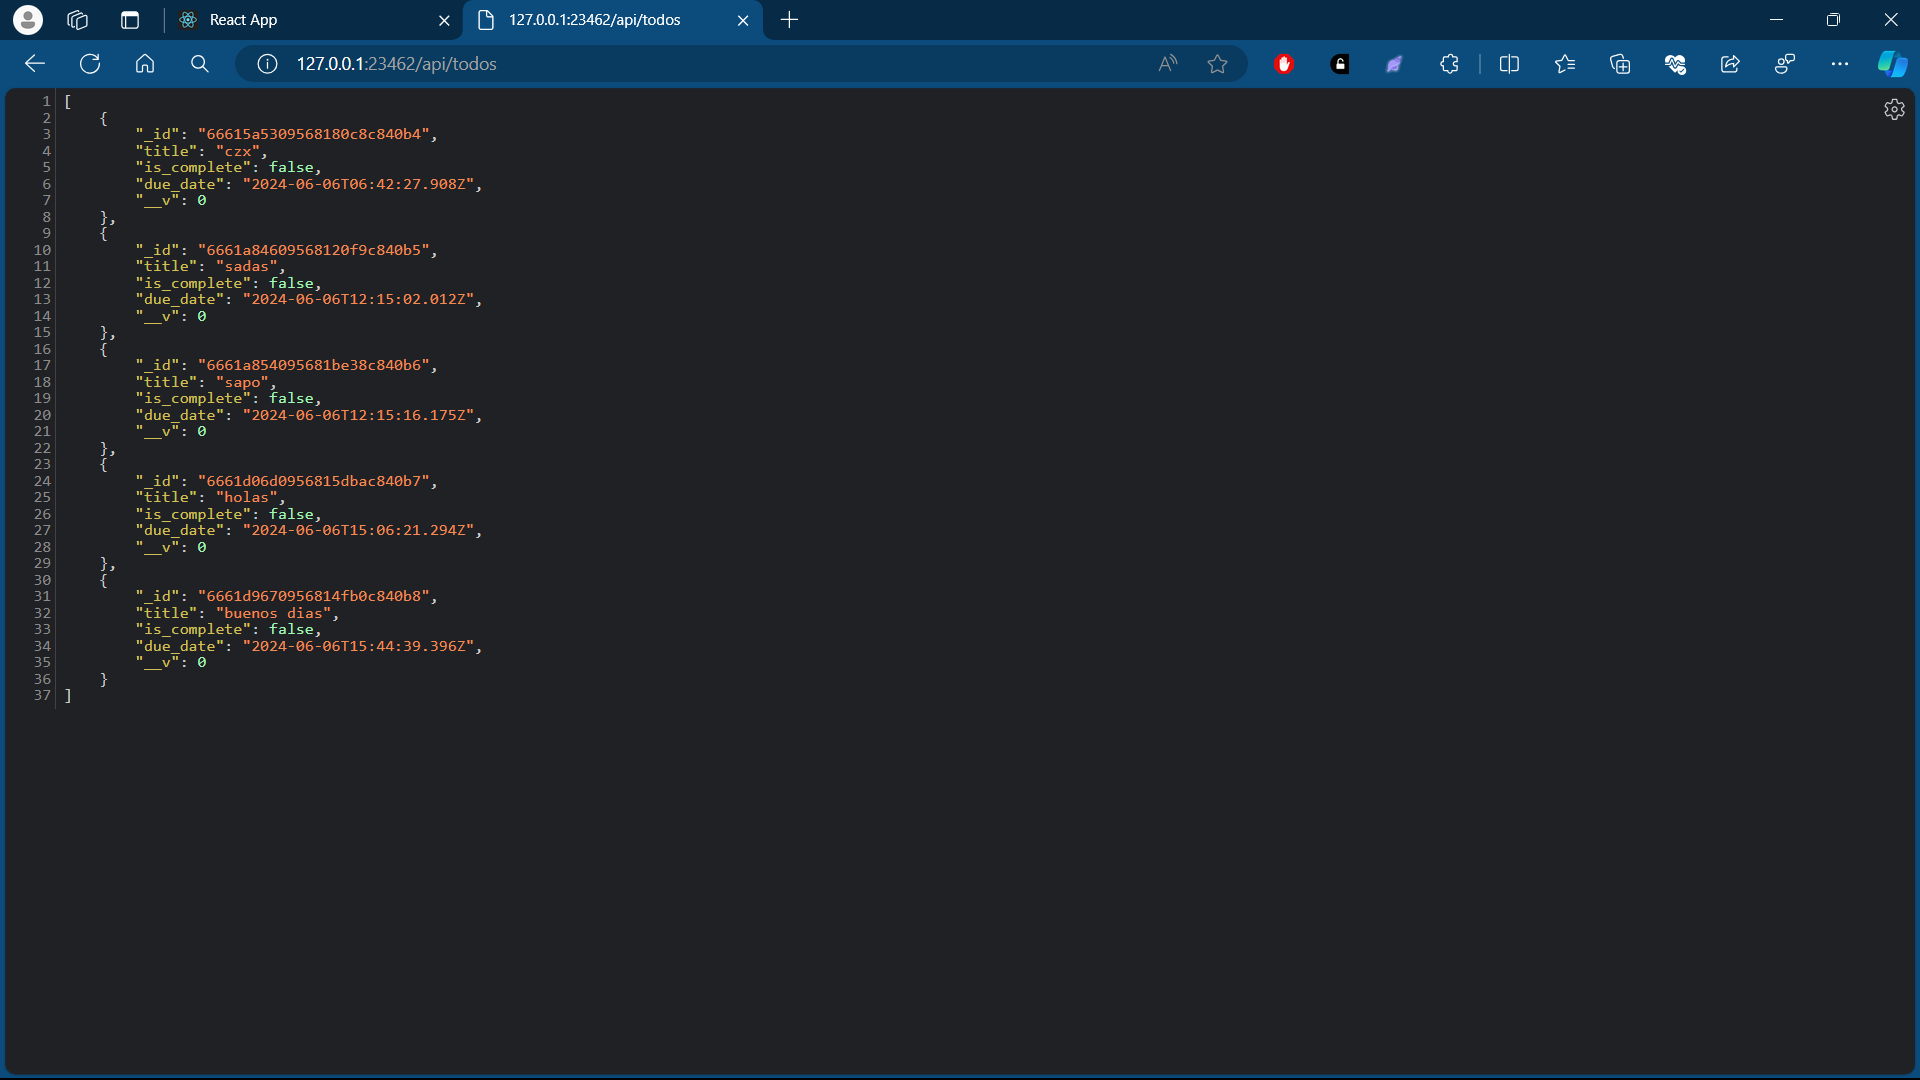 React App
127.0.0.1:23462/api/todos
127.0.0.1:23462/api/todos
1 [
2 {
3 "_id": "66615a5309568180c8c840b4",
4 "title": "czx",
5 "is_complete": false,
6 "due_date": "2024-06-06T06:42:27.908Z",
7 "__v": 0
8 },
9 {
10 "_id": "6661a84609568120f9c840b5",
11 "title": "sadas",
12 "is_complete": false,
13 "due_date": "2024-06-06T12:15:02.012Z",
14 "__v": 0
15 },
16 {
17 "_id": "6661a854095681be38c840b6",
18 "title": "sapo",
19 "is_complete": false,
20 "due_date": "2024-06-06T12:15:16.175Z",
21 "__v": 0
22 },
23 {
24 "_id": "6661d06d0956815dbac840b7",
25 "title": "holas",
26 "is_complete": false,
27 "due_date": "2024-06-06T15:06:21.294Z",
28 "__v": 0
29 },
30 {
31 "_id": "6661d9670956814fb0c840b8",
32 "title": "buenos dias",
33 "is_complete": false,
34 "due_date": "2024-06-06T15:44:39.396Z",
35 "__v": 0
36 }
37 ]